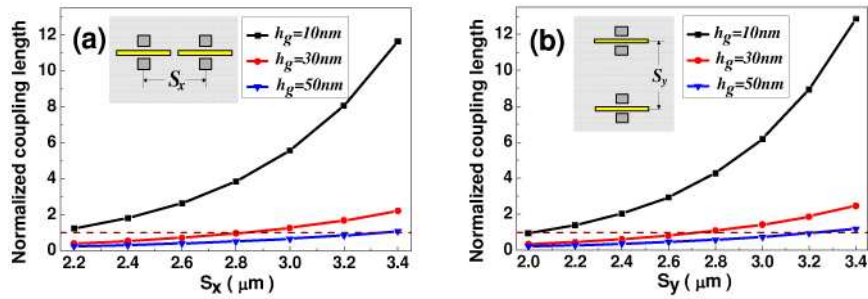 (a)
S_x
h_g=10nm
h_g=30nm
h_g=50nm
Normalized coupling length
12
10
8
6
4
2
0
2.2 2.4 2.6 2.8 3.0 3.2 3.4
S_x ( μm)
(b)
S_y
h_g=10nm
h_g=30nm
h_g=50nm
Normalized coupling length
12
10
8
6
4
2
0
2.0 2.2 2.4 2.6 2.8 3.0 3.2 3.4
S_y ( μm)